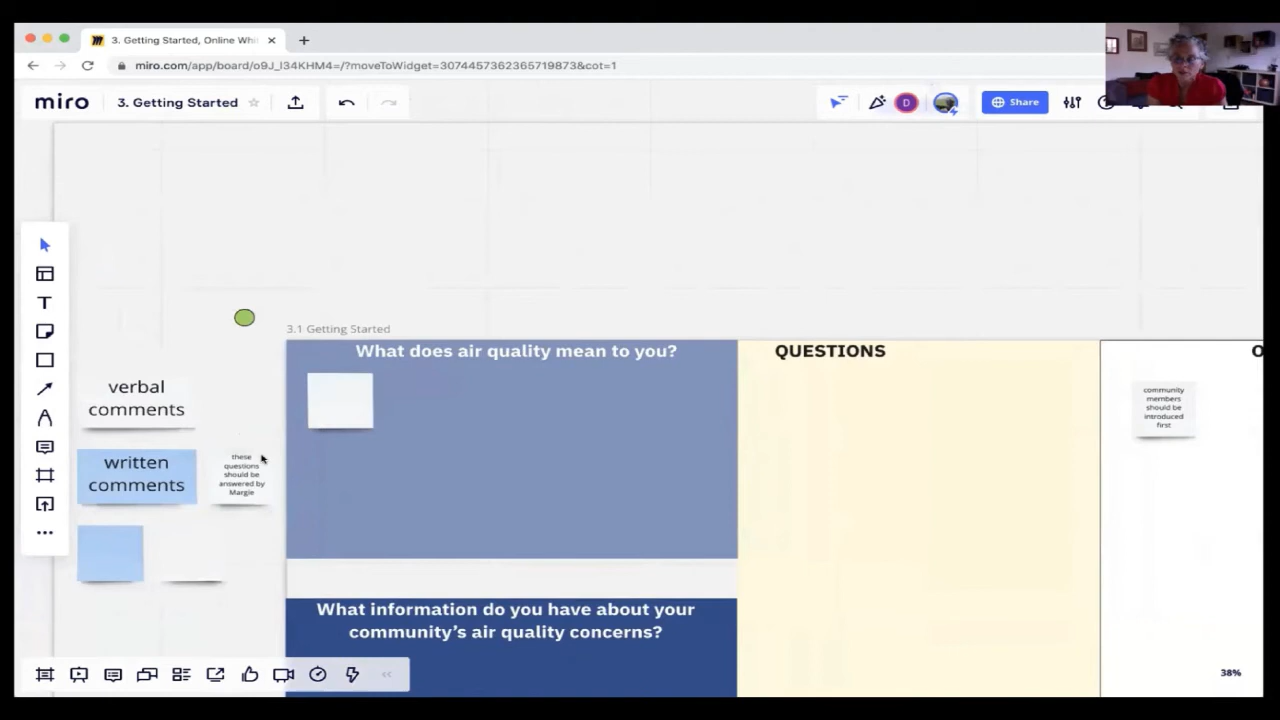 3. Getting Started, Online Whi
miro.com/app/board/o9J_l34KHM4=/?moveToWidget=3074457362365719873&cot=1
miro
3. Getting Started
D
Share
3.1 Getting Started
What does air quality mean to you?
QUESTIONS
O
verbal
comments
community
members
should be
introduced
first
written
comments
these
questions
should be
answered by
Margie
What information do you have about your
community's air quality concerns?
38%